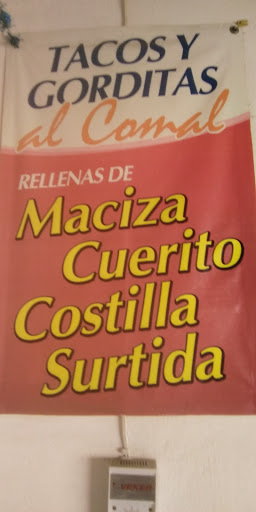 TACOS Y
GORDITAS
al Comal
RELLENAS DE
Maciza
Cuerito
Costilla
Surtida